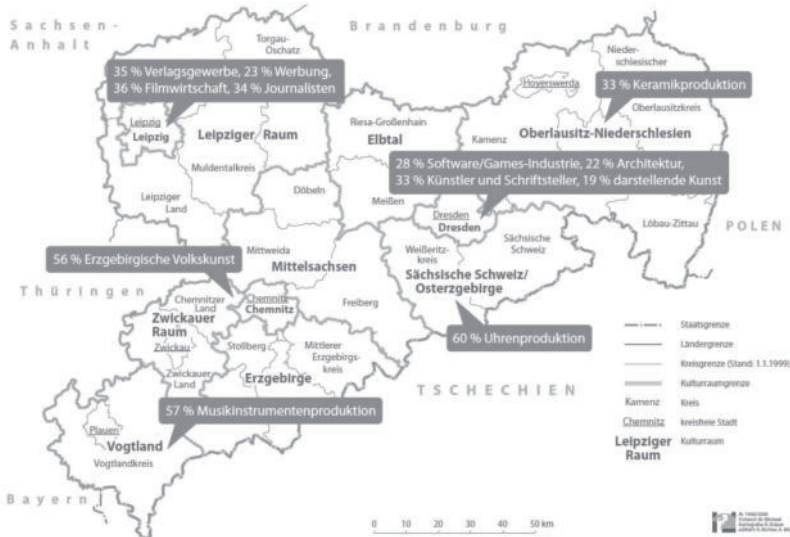 Sachsen-
Anhalt
Brandenburg
Torgau-
Oschatz
Nieder-
schlesischer
35 % Verlagsgewerbe, 23 % Werbung,
36 % Filmwirtschaft, 34 % Journalisten
Hoyerswerda
33 % Keramikproduktion
Oberlausitzkreis
Leipzig
Leipzig
Leipziger Raum
Riesa-Großenhain
Elbtal
Kamenz
Oberlausitz-Niederschlesien
Muldentalkreis
28 % Software/Games-Industrie, 22 % Architektur,
33 % Künstler und Schriftsteller, 19 % darstellende Kunst
Döbeln
Meißen
Leipziger
Land
Dresden
Dresden
Löbau-Zittau
POLEN
Mittweida
Mittelsachsen
Weißeritz-
kreis
Sächsische
Schweiz
56 % Erzgebirgische Volkskunst
Sächsische Schweiz/
Osterzgebirge
Thüringen
Chemnitzer
Land
Chemnitz
Chemnitz
Freiberg
Zwickauer
Raum
Zwickau
Stollberg
Mittlerer
Erzgebirgs-
kreis
60 % Uhrenproduktion
Zwickauer
Land
Erzgebirge
TSCHECHIEN
57 % Musikinstrumentenproduktion
Plauen
Vogtland
Vogtlandkreis
Bayern
Staatsgrenze
Ländergrenze
Kreisgrenze (Stand: 1.1.1999)
Kulturraumgrenze
Kamenz Kreis
Chemnitz kreisfreie Stadt
Leipziger
Raum Kulturraum
0 10 20 30 40 50 km